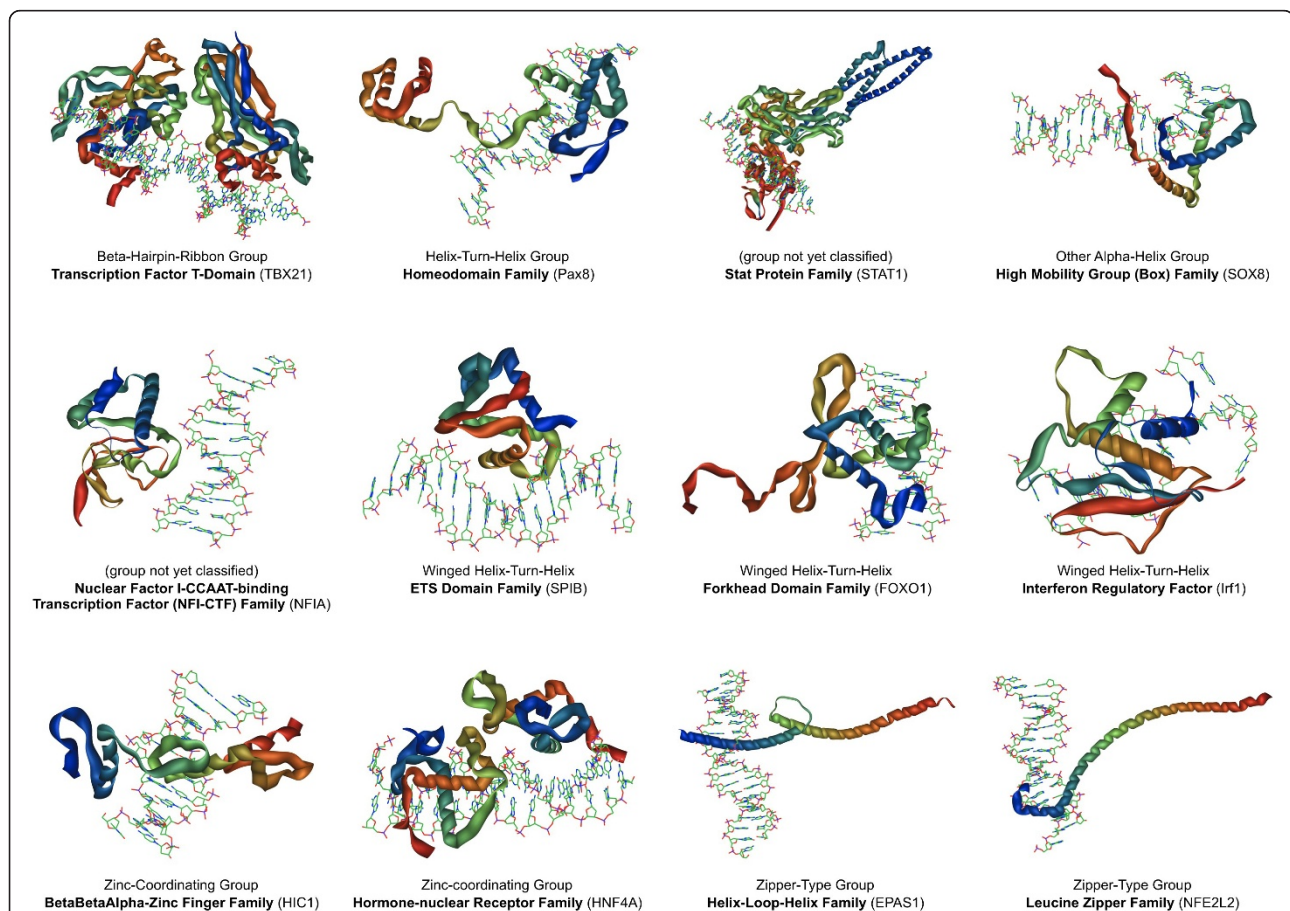 Beta-Hairpin-Ribbon Group
Transcription Factor T-Domain (TBX21)
Helix-Turn-Helix Group
Homeodomain Family (Pax8)
(group not yet classified)
Stat Protein Family (STAT1)
Other Alpha-Helix Group
High Mobility Group (Box) Family (SOX8)
(group not yet classified)
Nuclear Factor I-CCAAT-binding
Transcription Factor (NFI-CTF) Family (NFIA)
Winged Helix-Turn-Helix
ETS Domain Family (SPIB)
Winged Helix-Turn-Helix
Forkhead Domain Family (FOXO1)
Winged Helix-Turn-Helix
Interferon Regulatory Factor (Irf1)
Zinc-Coordinating Group
BetaBetaAlpha-Zinc Finger Family (HIC1)
Zinc-coordinating Group
Hormone-nuclear Receptor Family (HNF4A)
Zipper-Type Group
Helix-Loop-Helix Family (EPAS1)
Zipper-Type Group
Leucine Zipper Family (NFE2L2)